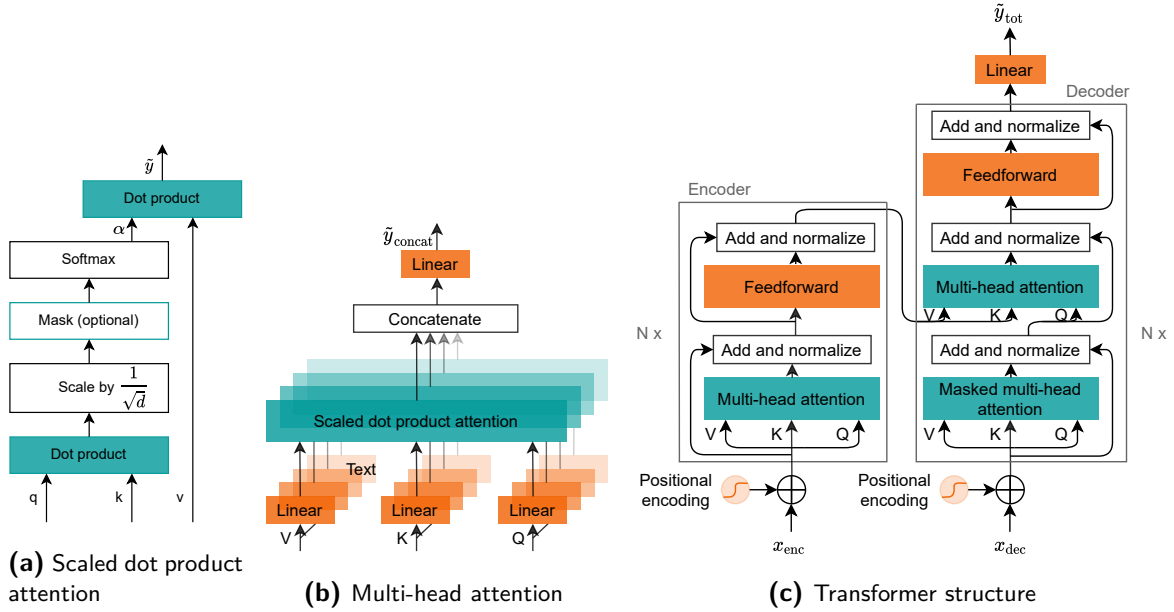 ỹ
Dot product
α
Softmax
Mask (optional)
Scale by 1/√d
Dot product
q k v
(a) Scaled dot product
attention
ỹconcat
Linear
Concatenate
Scaled dot product attention
Text
Linear Linear Linear
V K Q
(b) Multi-head attention
ỹtot
Linear
Decoder
Add and normalize
Feedforward
Encoder
Add and normalize Add and normalize
Feedforward Multi-head attention
V K Q
N x N x
Add and normalize Add and normalize
Multi-head attention Masked multi-head
attention
V K Q V K Q
Positional
encoding
Positional
encoding
xenc xdec
(c) Transformer structure